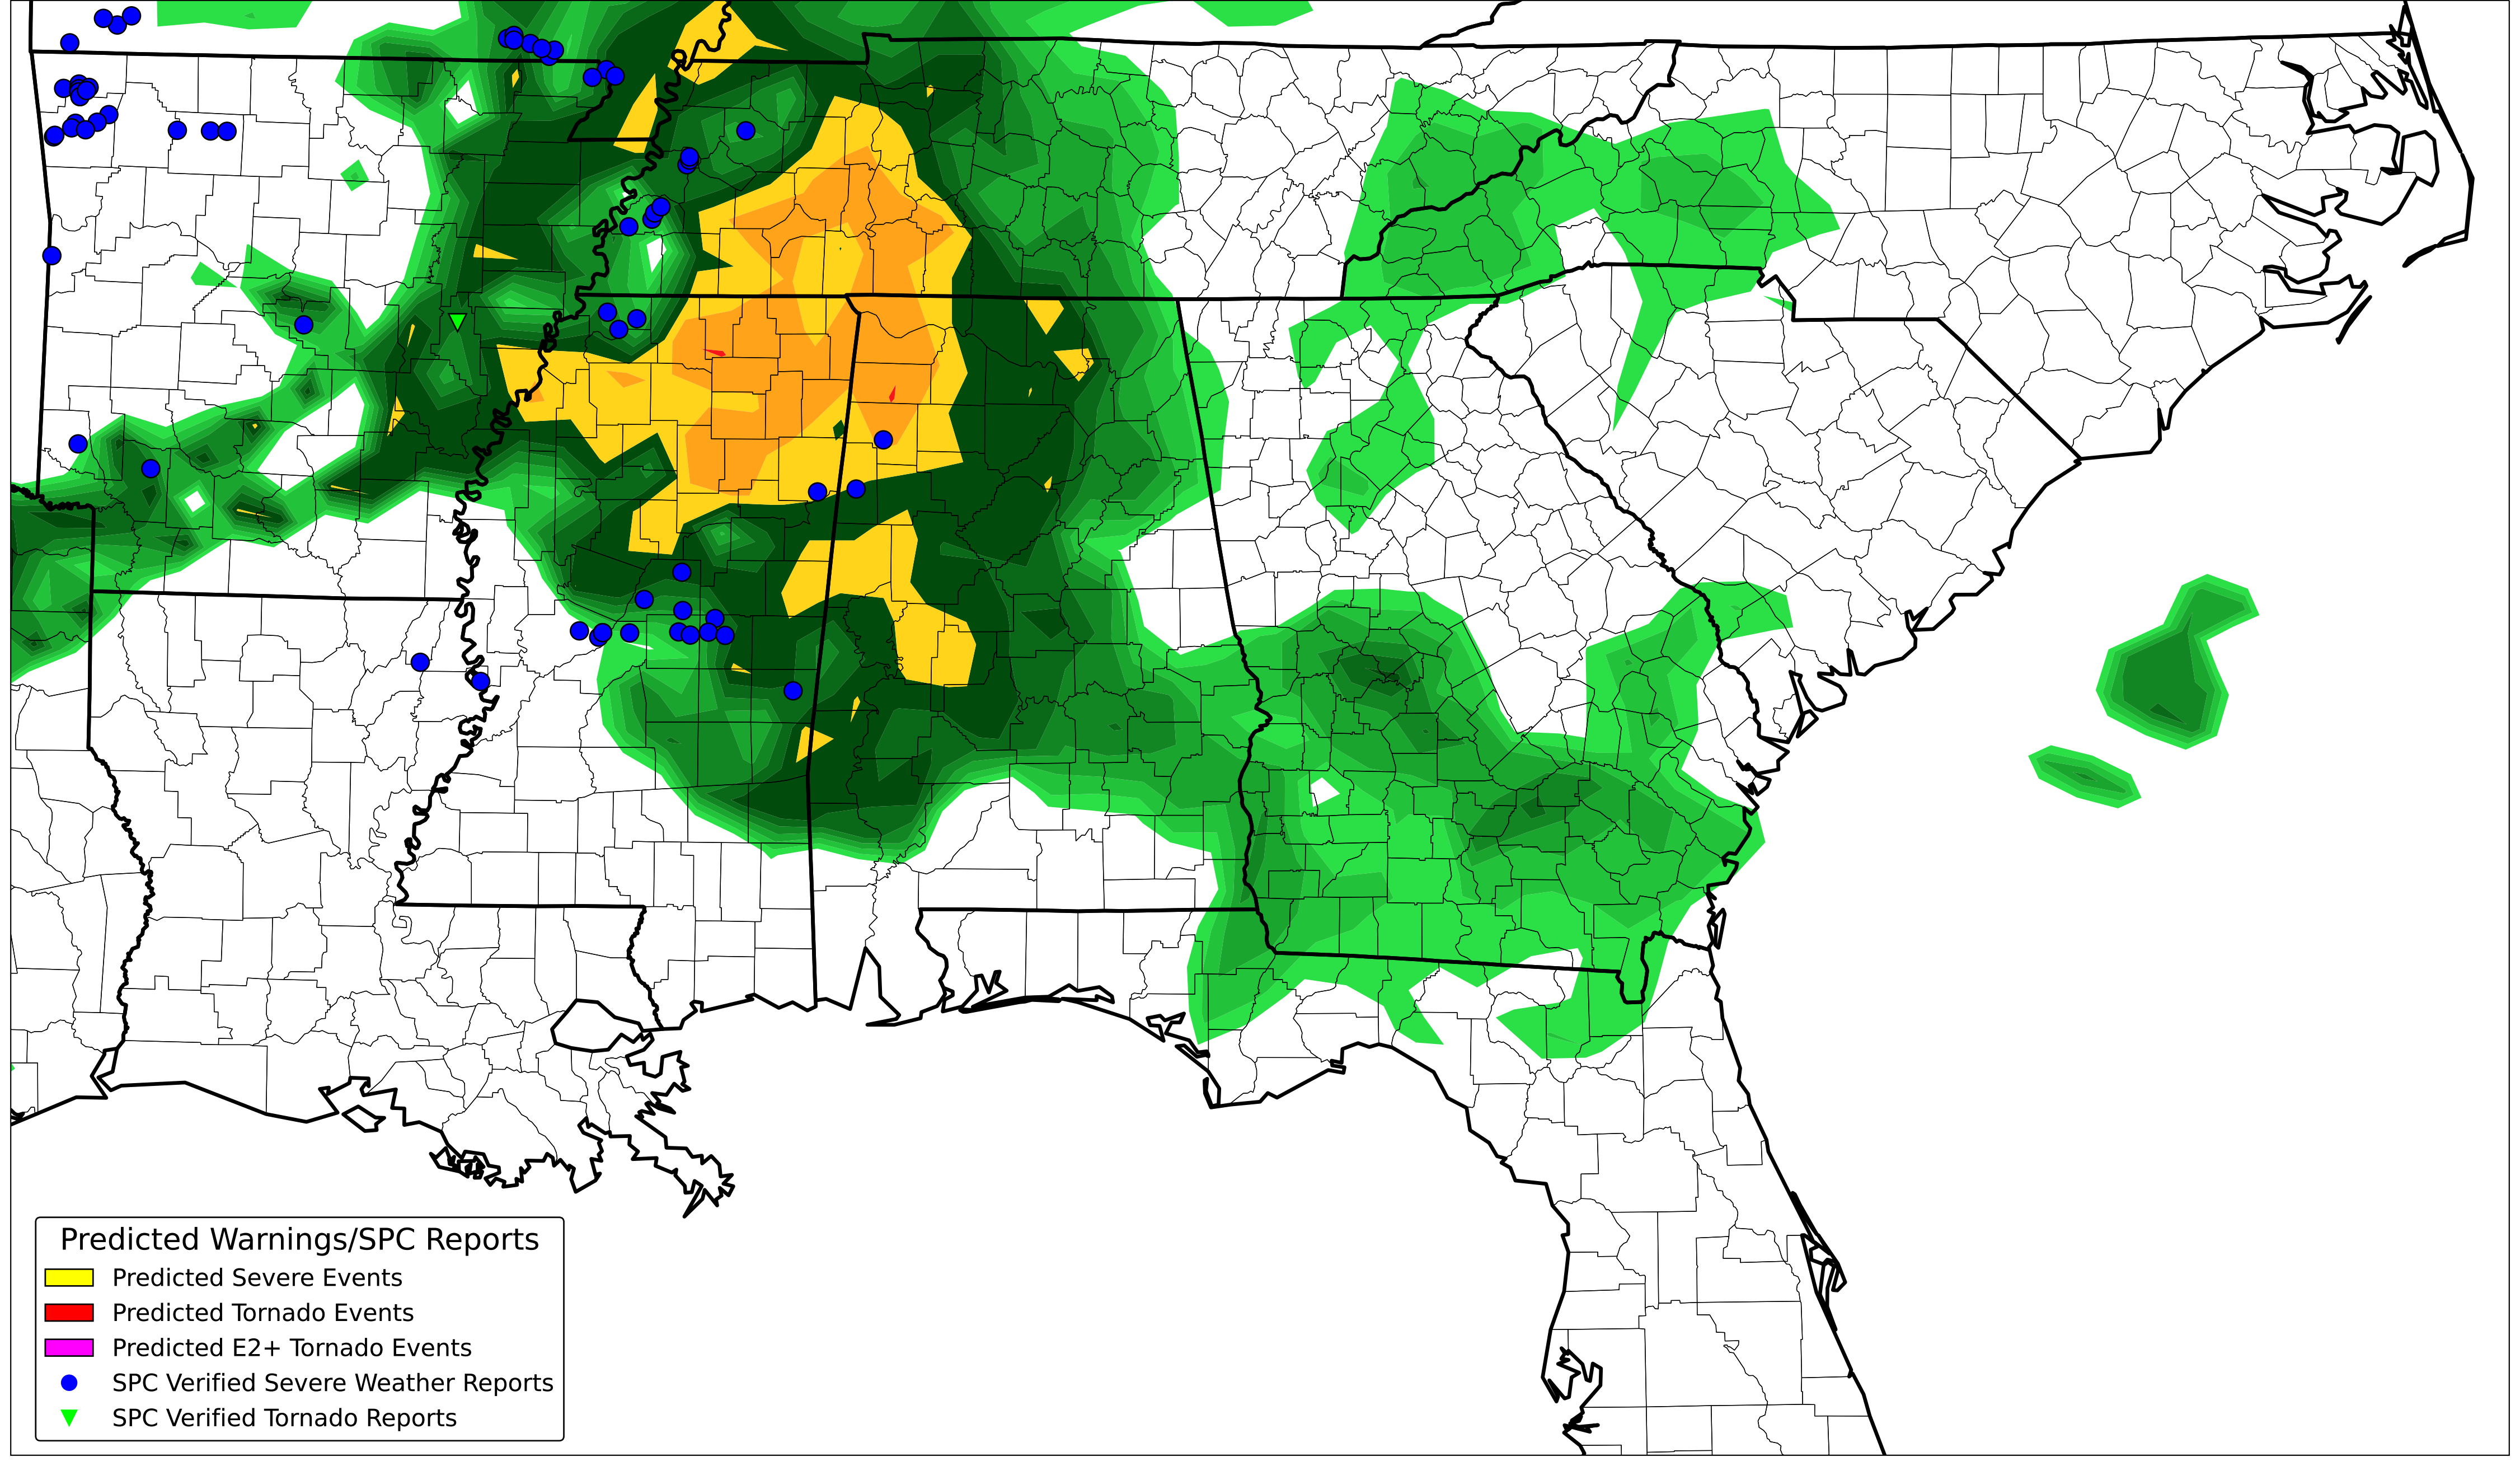 Predicted Warnings/SPC Reports
Predicted Severe Events
Predicted Tornado Events
Predicted E2+ Tornado Events
SPC Verified Severe Weather Reports
SPC Verified Tornado Reports